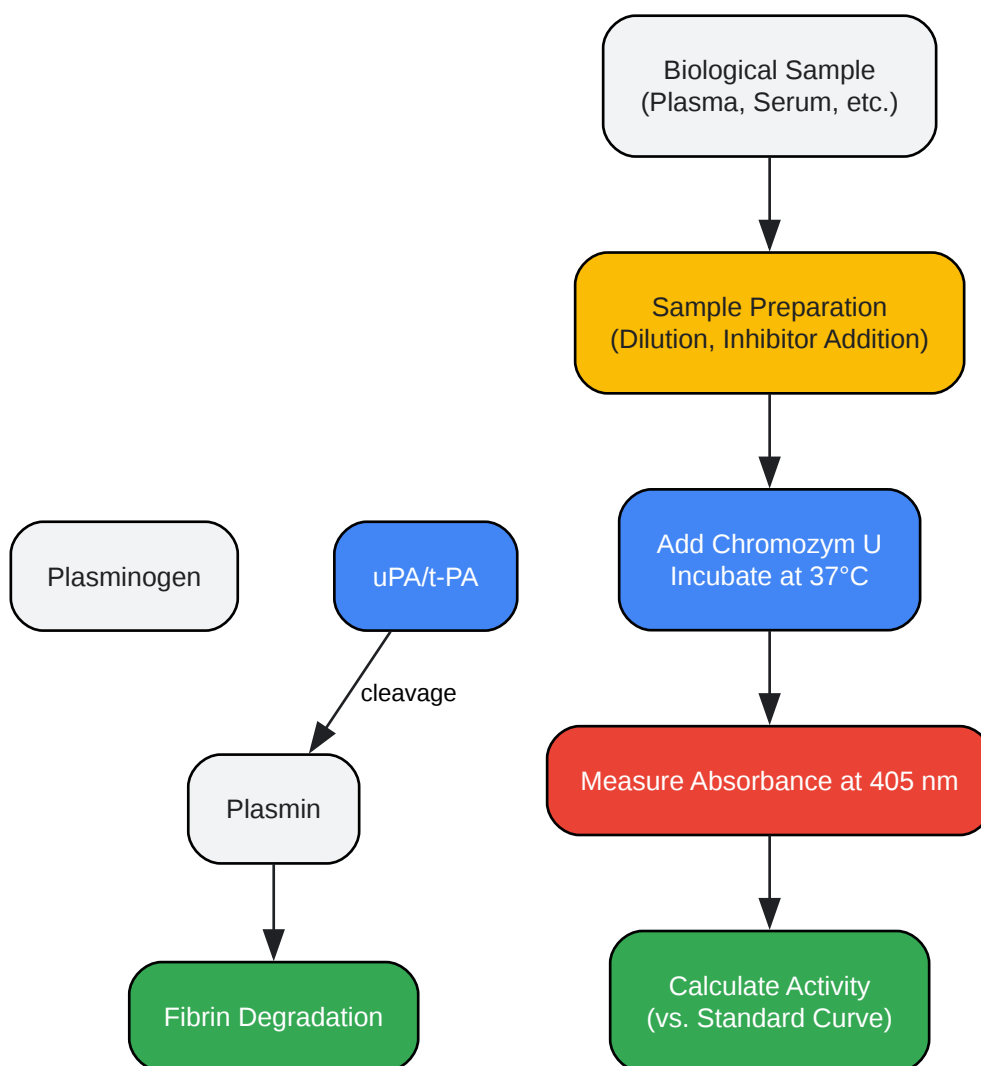 Biological Sample
(Plasma, Serum, etc.)
Sample Preparation
(Dilution, Inhibitor Addition)
Plasminogen
uPA/t-PA
Add Chromozym U
Incubate at 37°C
cleavage
Plasmin
Measure Absorbance at 405 nm
Fibrin Degradation
Calculate Activity
(vs. Standard Curve)